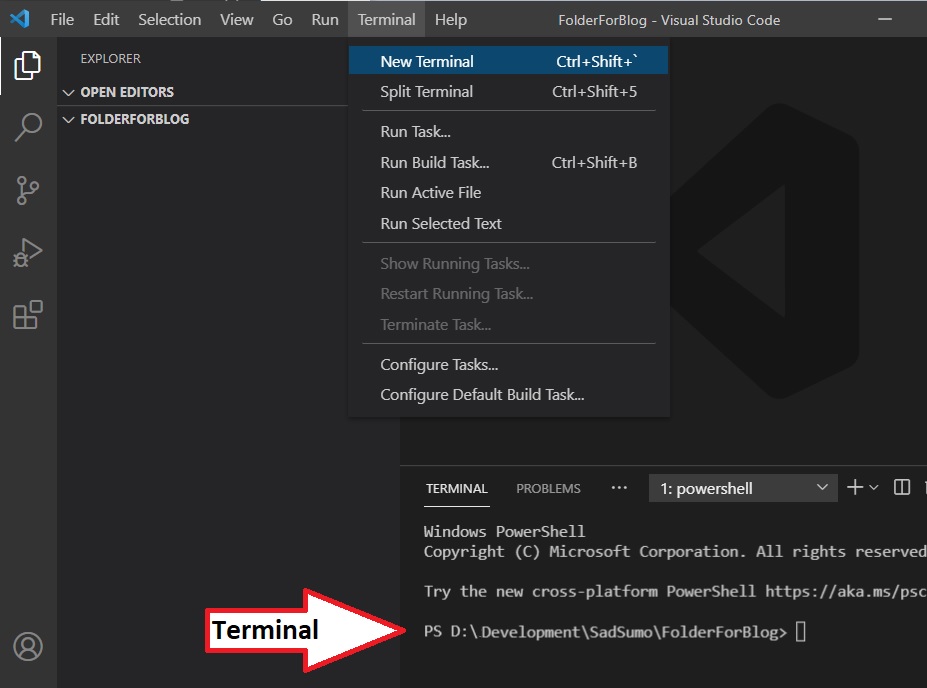 File Edit Selection View Go Run Terminal Help FolderForBlog - Visual Studio Code
EXPLORER
OPEN EDITORS
FOLDERFORBLOG
New Terminal Ctrl+Shift+`
Split Terminal Ctrl+Shift+5
Run Task...
Run Build Task... Ctrl+Shift+B
Run Active File
Run Selected Text
Show Running Tasks...
Restart Running Task...
Terminate Task...
Configure Tasks...
Configure Default Build Task...
TERMINAL PROBLEMS ... 1: powershell
Windows PowerShell
Copyright (C) Microsoft Corporation. All rights reserved
Try the new cross-platform PowerShell https://aka.ms/psc
Terminal
PS D:\Development\SadSumo\FolderForBlog>